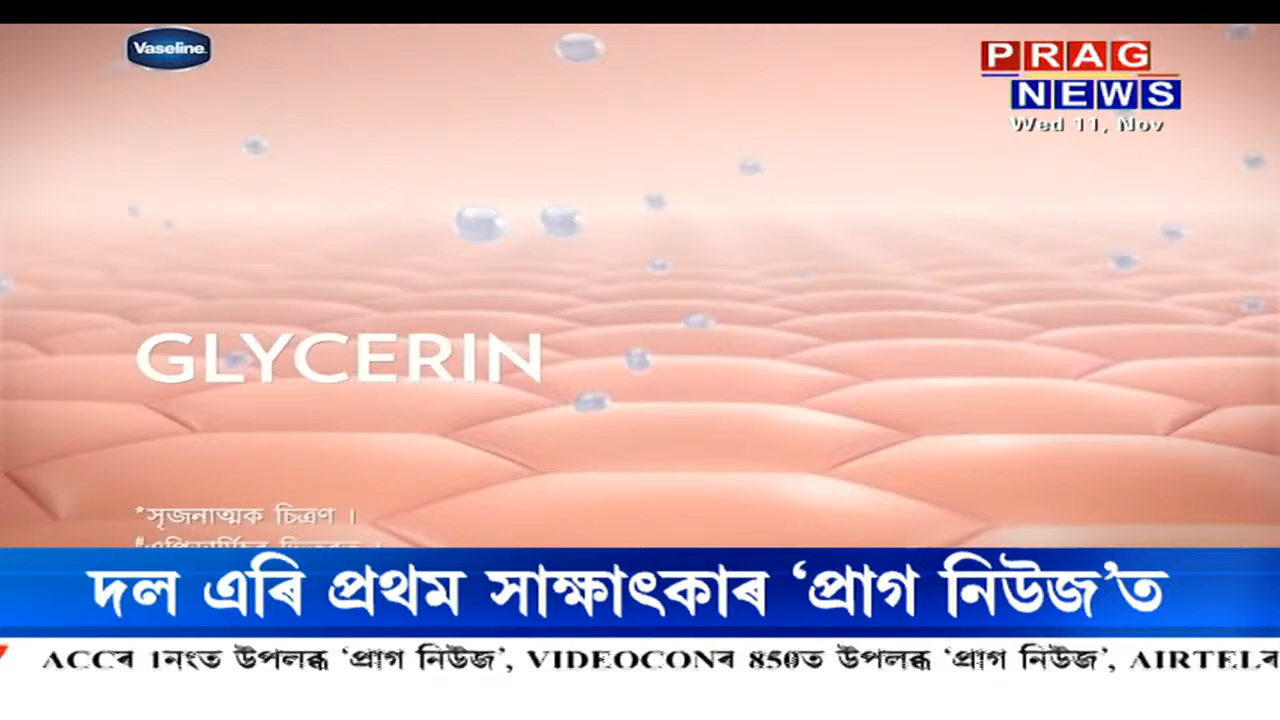 Vaseline
PRAG
NEWS
Wed 11, Nov
GLYCERIN
*সৃজনাত্মক চিত্ৰণ ।
দল এৰি প্ৰথম সাক্ষাৎকাৰ ‘প্ৰাগ নিউজ’ত
ACCৰ 1নংত উপলব্ধ ‘প্ৰাগ নিউজ’, VIDEOCONৰ 850ত উপলব্ধ ‘প্ৰাগ নিউজ’, AIRTELৰ